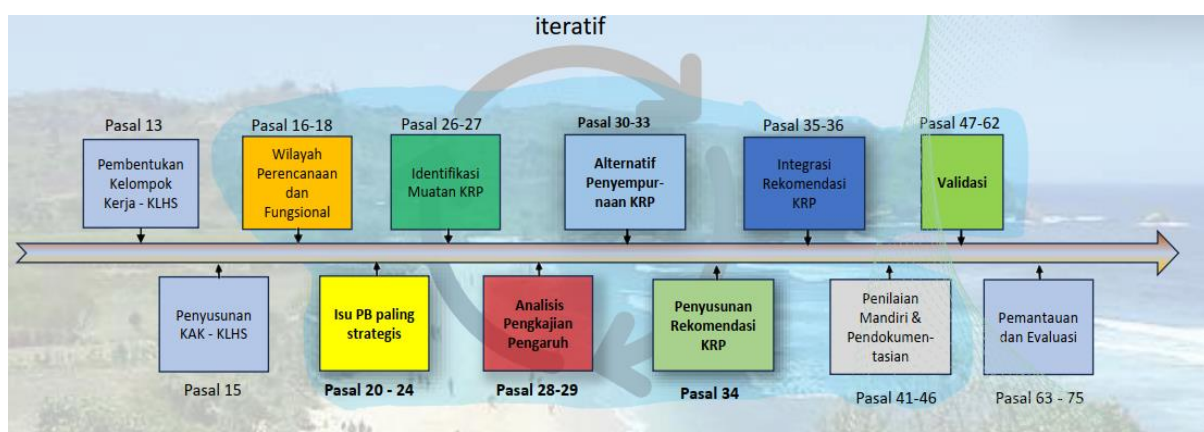 iteratif
Pasal 13
Pembentukan
Kelompok
Kerja - KLHS
Pasal 16-18
Wilayah
Perencanaan
dan
Fungsional
Pasal 26-27
Identifikasi
Muatan KRP
Pasal 30-33
Alternatif
Penyempur-
naan KRP
Pasal 35-36
Integrasi
Rekomendasi
KRP
Pasal 47-62
Validasi
Penyusunan
KAK - KLHS
Pasal 15
Isu PB paling
strategis
Pasal 20 - 24
Analisis
Pengkajian
Pengaruh
Pasal 28-29
Penyusunan
Rekomendasi
KRP
Pasal 34
Penilaian
Mandiri &
Pendokumen-
tasian
Pasal 41-46
Pemantauan
dan Evaluasi
Pasal 63 - 75